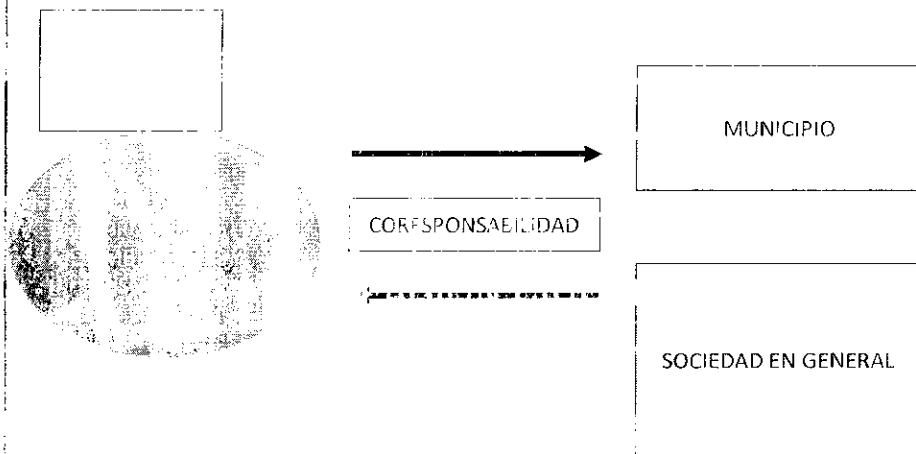 MUNICIPIO
CORESPONSABILIDAD
SOCIEDAD EN GENERAL